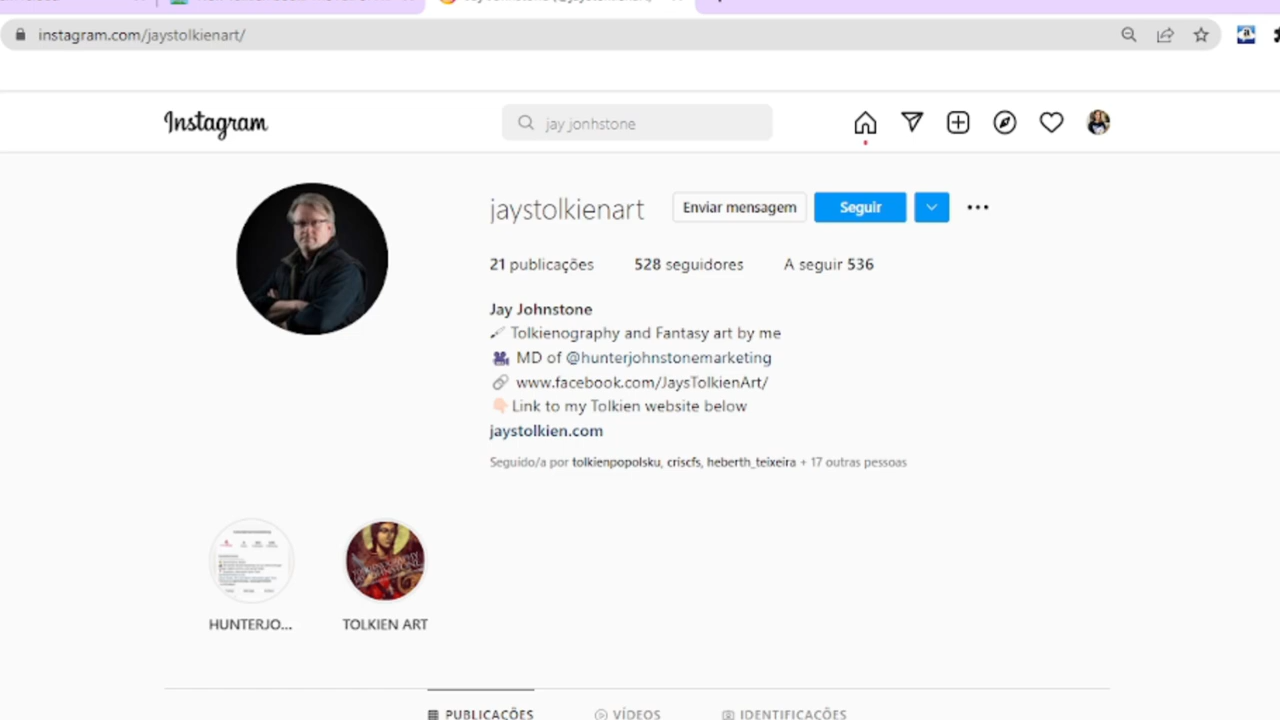 instagram.com/jaystolkienart/
Instagram
jay jonhstone
jaystolkienart
Enviar mensagem
Seguir
21 publicações
528 seguidores
A seguir 536
Jay Johnstone
Tolkienography and Fantasy art by me
MD of @hunterjohnstonemarketing
www.facebook.com/JaysTolkienArt/
Link to my Tolkien website below
jaystolkien.com
Seguido/a por tolkienpopolsku, criscfs, heberth_teixeira + 17 outras pessoas
HUNTERJO...
TOLKIEN ART
PUBLICAÇÕES
VÍDEOS
IDENTIFICAÇÕES